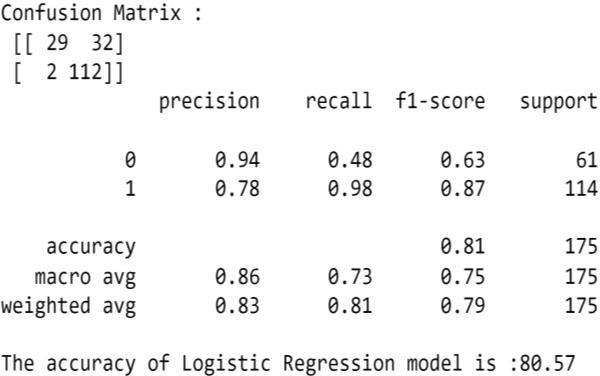 Confusion Matrix :
[[ 29 32]
[ 2 112]]
precision recall f1-score support
0 0.94 0.48 0.63 61
1 0.78 0.98 0.87 114
accuracy 0.81 175
macro avg 0.86 0.73 0.75 175
weighted avg 0.83 0.81 0.79 175
The accuracy of Logistic Regression model is :80.57